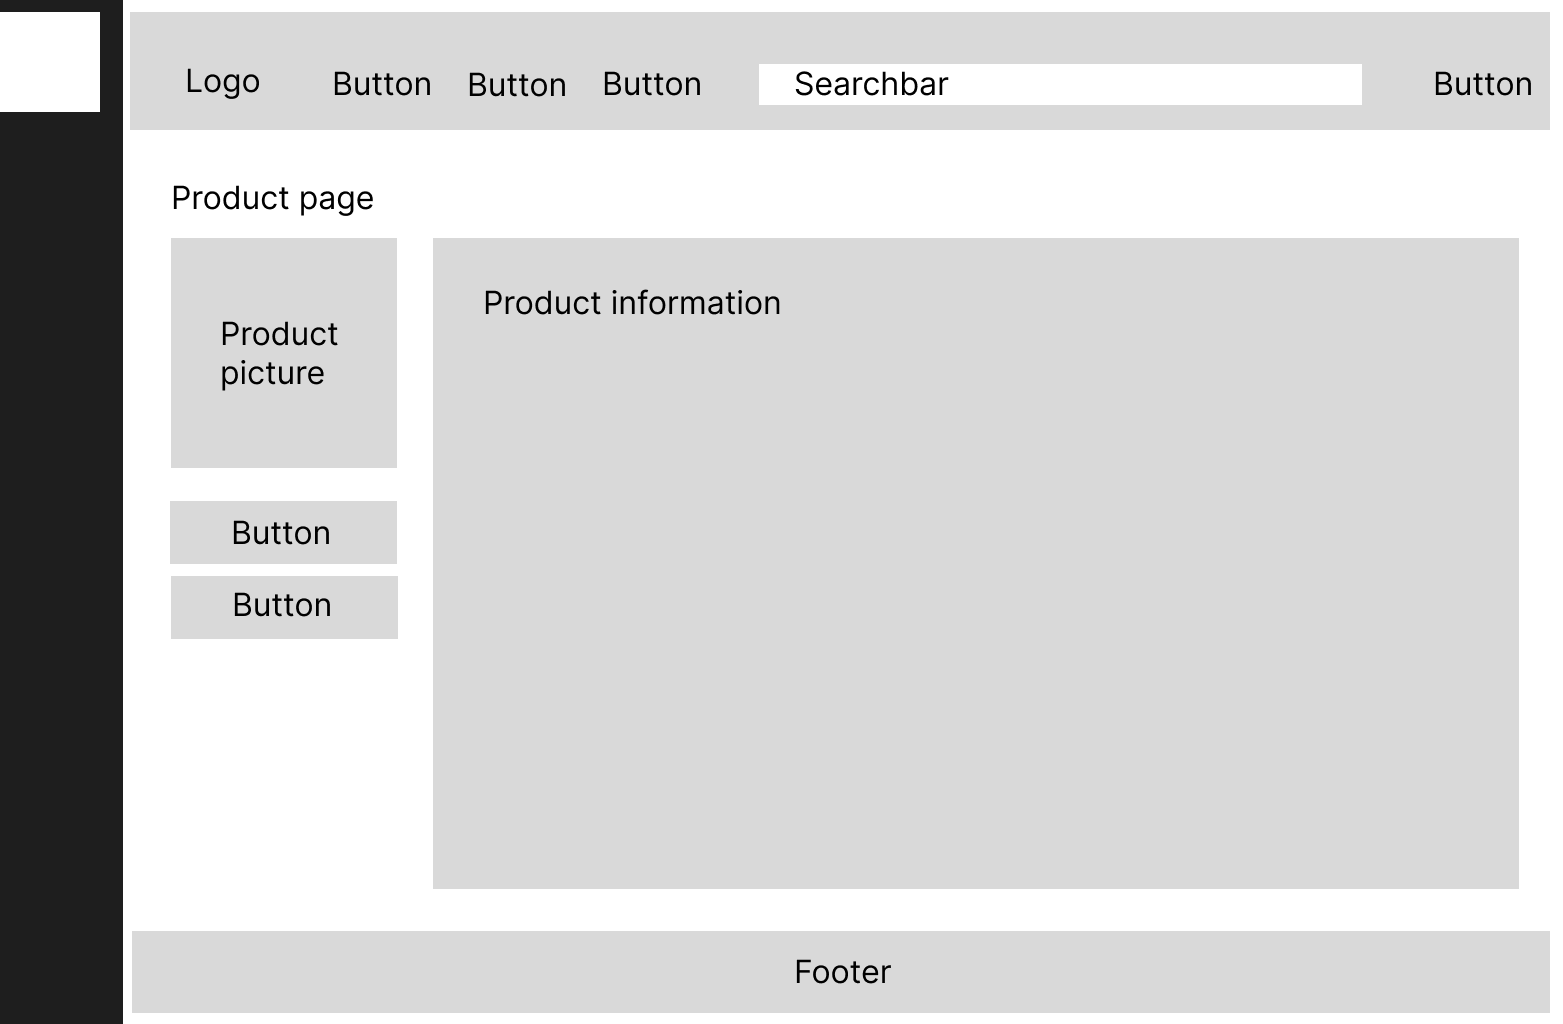 Logo Button Button Button Searchbar Button
Product page
Product
picture
Product information
Button
Button
Footer